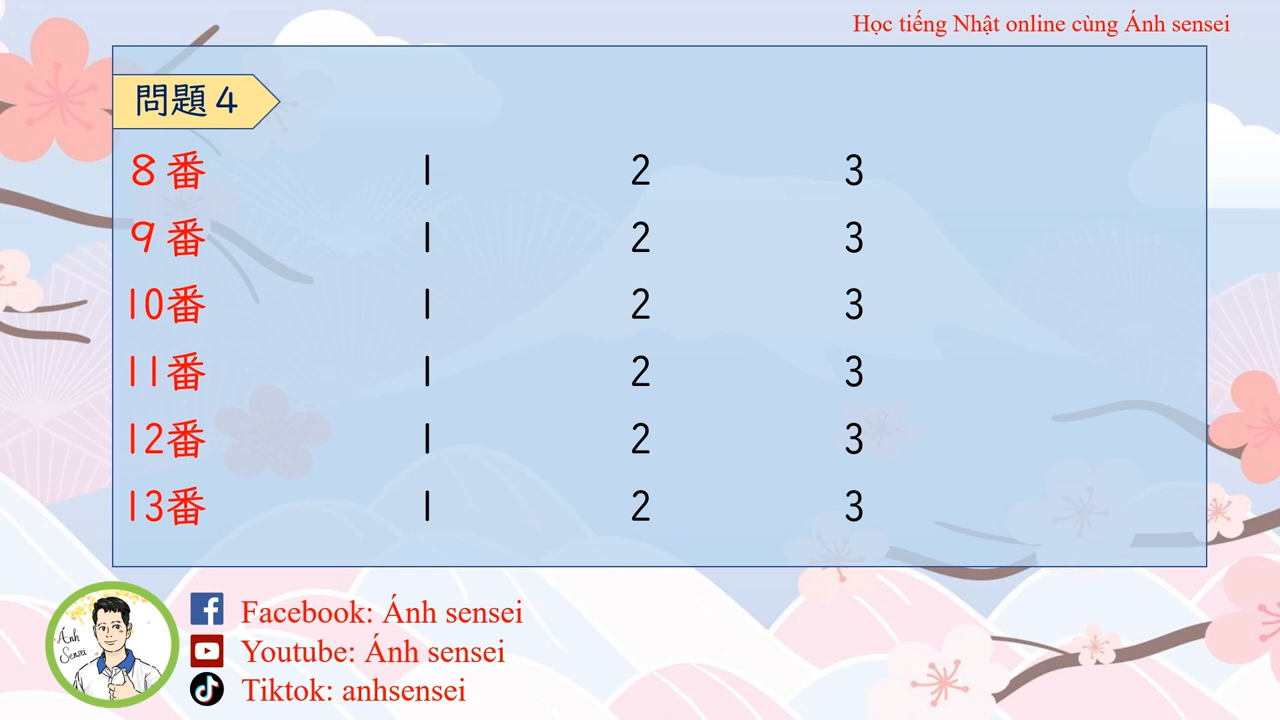 Học tiếng Nhật online cùng Ánh sensei
問題４
８番 1 2 3
９番 1 2 3
10番 1 2 3
11番 1 2 3
12番 1 2 3
13番 1 2 3
Ánh Sensei
Facebook: Ánh sensei
Youtube: Ánh sensei
Tiktok: anhsensei